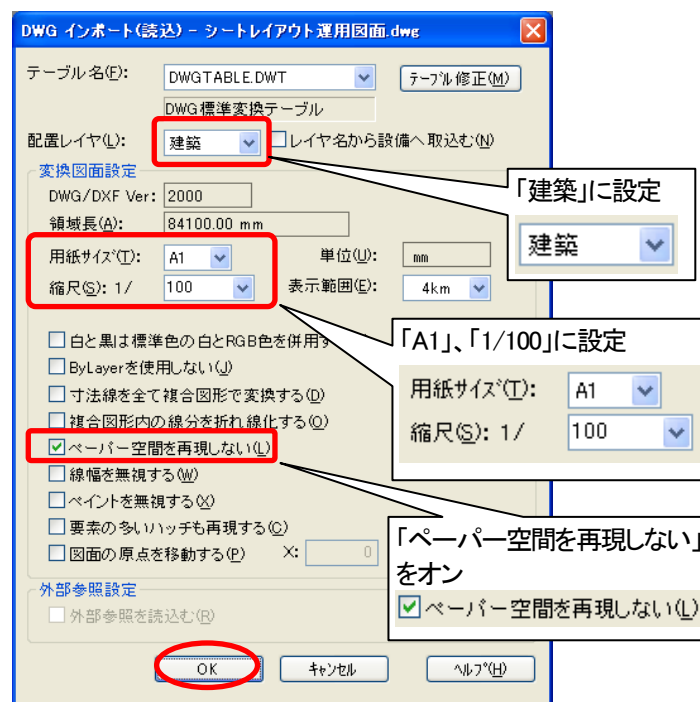 DWG インポート(読込) - シートレイアウト運用図面.dwg
テーブル名(F): DWGTABLE.DWT テーブル修正(M)
DWG標準変換テーブル
配置レイヤ(L): 建築 レイヤ名から設備へ取込む(N)
変換図面設定
DWG/DXF Ver: 2000
領域長(A): 84100.00 mm
用紙サイズ(T): A1 単位(U): mm
縮尺(S): 1/ 100 表示範囲(E): 4km
白と黒は標準色の白とRGB色を併用す
ByLayerを使用しない(J)
寸法線を全て複合図形で変換する(D)
複合図形内の線分を折れ線化する(O)
ペーパー空間を再現しない(L)
線幅を無視する(W)
ペイントを無視する(X)
要素の多いハッチも再現する(C)
図面の原点を移動する(P) X: 0
外部参照設定
外部参照を読込む(R)
OK キャンセル ヘルプ(H)
「建築」に設定
建築
「A1」、「1/100」に設定
用紙サイズ(T): A1
縮尺(S): 1/ 100
「ペーパー空間を再現しない」
をオン
ペーパー空間を再現しない(L)